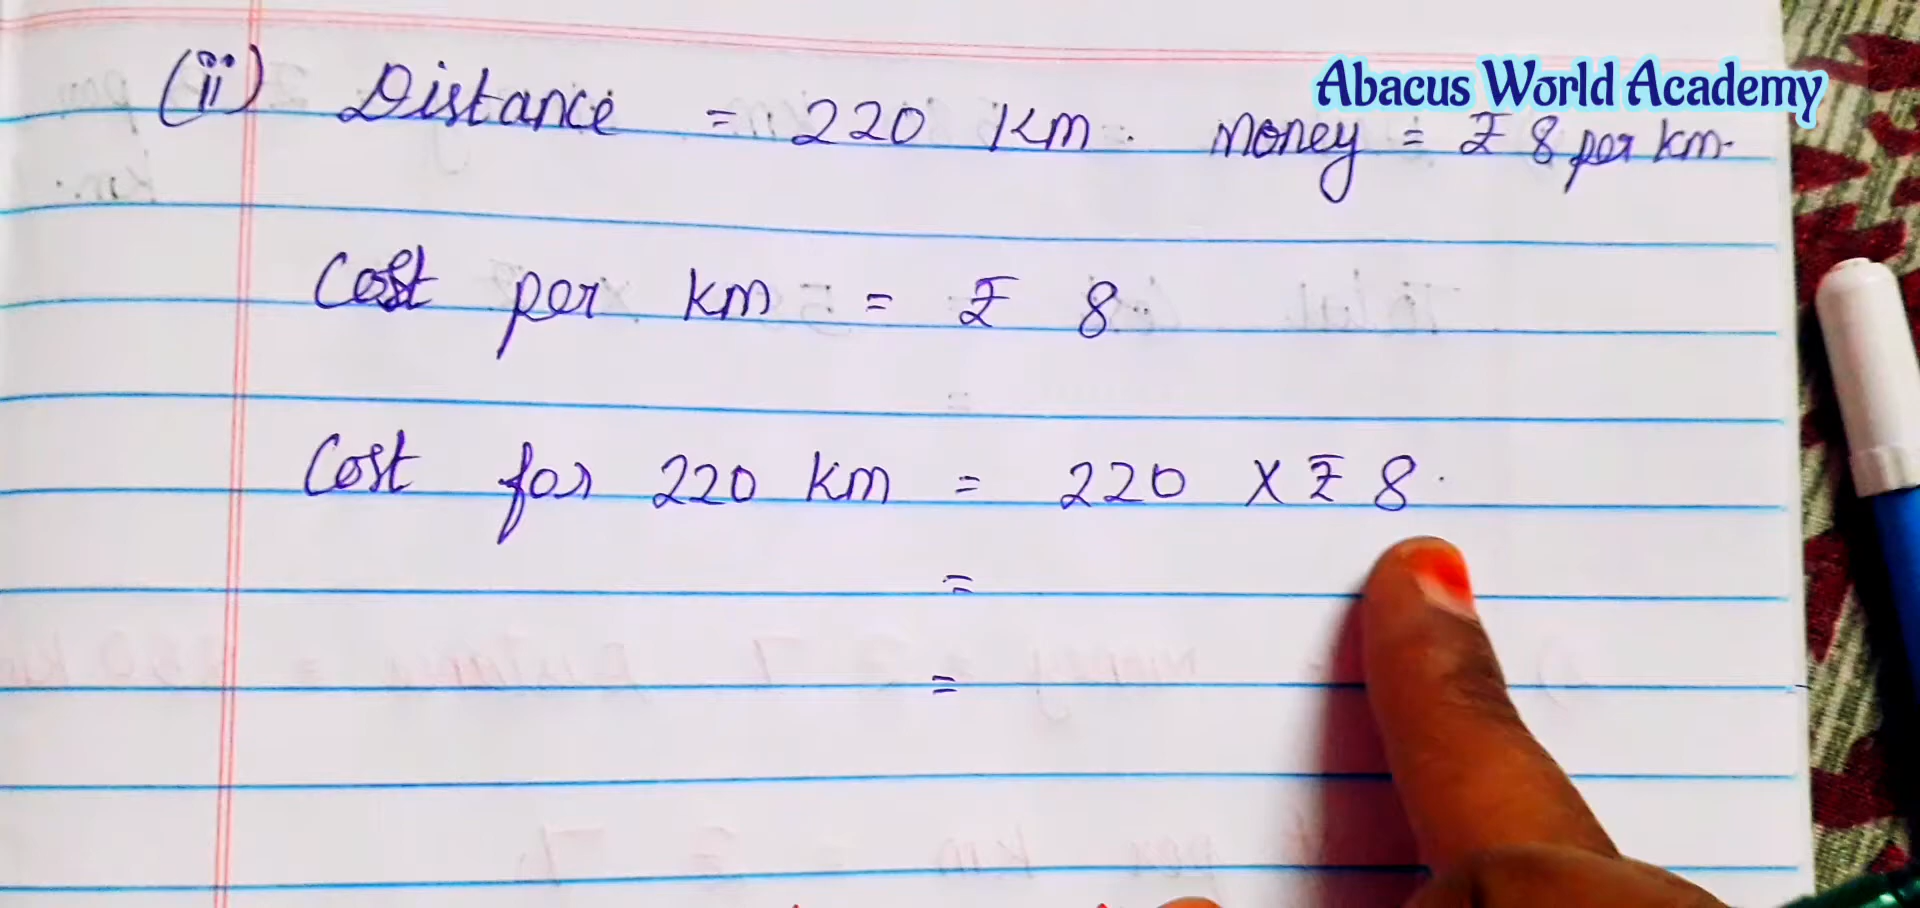 Abacus World Academy
(ii) Distance = 220 Km. Money = ₹ 8 per km.
Cost per km = ₹ 8
Cost for 220 km = 220 X ₹ 8.
=
=